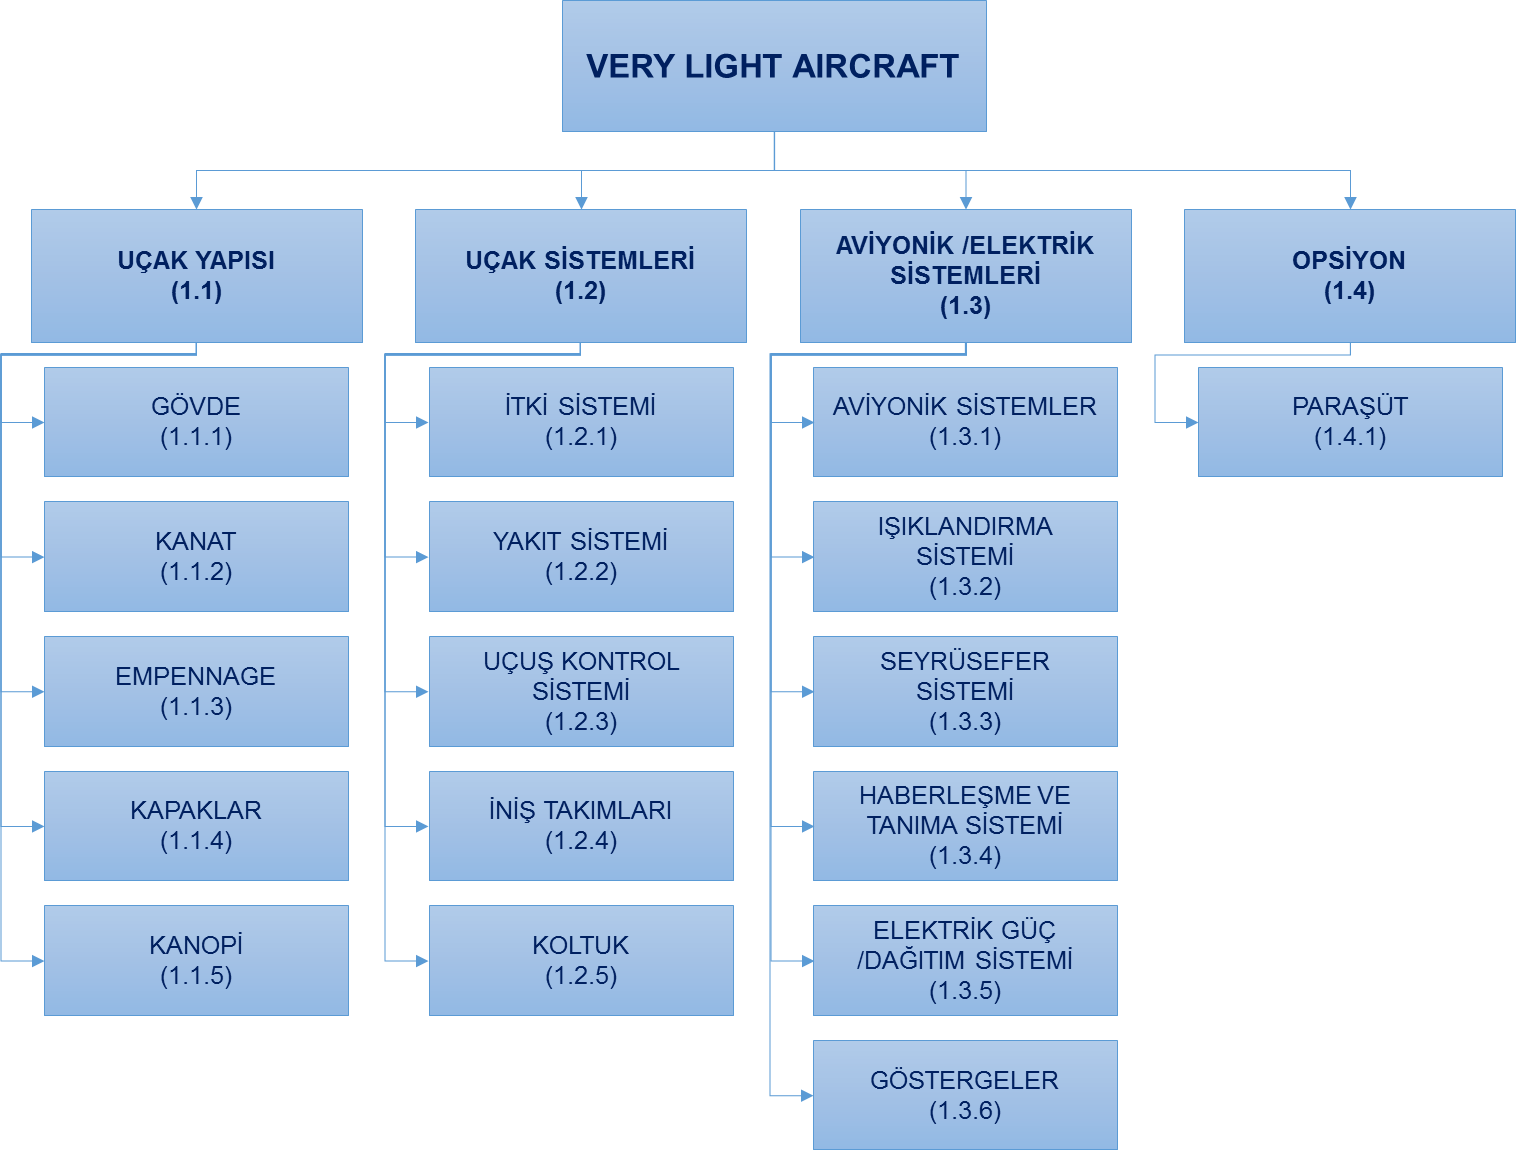 VERY LIGHT AIRCRAFT
UÇAK YAPISI
(1.1)
GÖVDE
(1.1.1)
KANAT
(1.1.2)
EMPENNAGE
(1.1.3)
KAPAKLAR
(1.1.4)
KANOPİ
(1.1.5)
UÇAK SİSTEMLERİ
(1.2)
İTKİ SİSTEMİ
(1.2.1)
YAKIT SİSTEMİ
(1.2.2)
UÇUŞ KONTROL
SİSTEMİ
(1.2.3)
İNİŞ TAKIMLARI
(1.2.4)
KOLTUK
(1.2.5)
AVİYONİK /ELEKTRİK
SİSTEMLERİ
(1.3)
AVİYONİK SİSTEMLER
(1.3.1)
IŞIKLANDIRMA
SİSTEMİ
(1.3.2)
SEYRÜSEFER
SİSTEMİ
(1.3.3)
HABERLEŞME VE
TANIMA SİSTEMİ
(1.3.4)
ELEKTRİK GÜÇ
/DAĞITIM SİSTEMİ
(1.3.5)
GÖSTERGELER
(1.3.6)
OPSİYON
(1.4)
PARAŞÜT
(1.4.1)